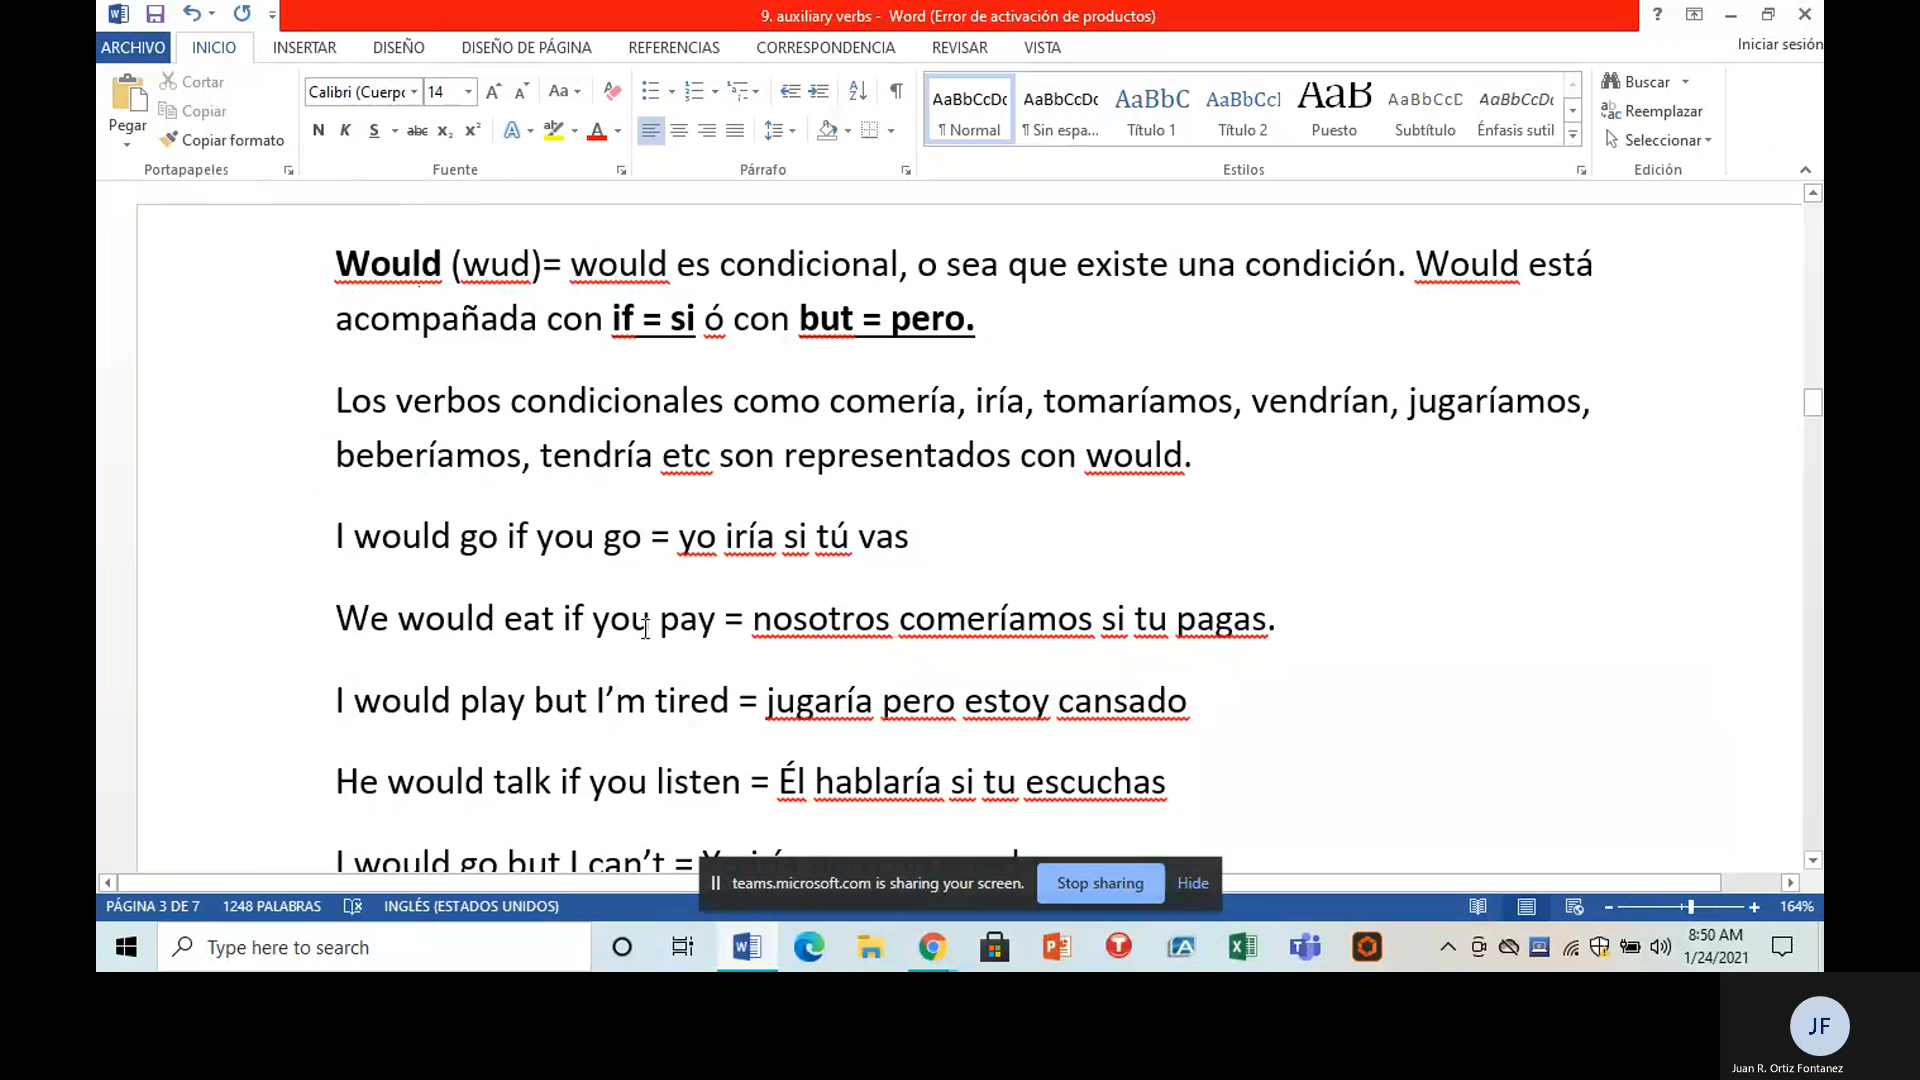 9. auxiliary verbs - Word (Error de activación de productos)
ARCHIVO INICIO INSERTAR DISEÑO DISEÑO DE PÁGINA REFERENCIAS CORRESPONDENCIA REVISAR VISTA Iniciar sesión
Pegar
Cortar
Copiar
Copiar formato
Portapapeles
Calibri (Cuerpo 14
N K S abc x₂ x²
Fuente
Párrafo
AaBbCcDc AaBbCcDc AaBbC AaBbCcl AaB AaBbCcD AaBbCcDc
¶ Normal ¶ Sin espa... Título 1 Título 2 Puesto Subtítulo Énfasis sutil
Estilos
Buscar
Reemplazar
Seleccionar
Edición
Would (wud)= would es condicional, o sea que existe una condición. Would está
acompañada con if = si ó con but = pero.
Los verbos condicionales como comería, iría, tomaríamos, vendrían, jugaríamos,
beberíamos, tendría etc son representados con would.
I would go if you go = yo iría si tú vas
We would eat if you pay = nosotros comeríamos si tu pagas.
I would play but I’m tired = jugaría pero estoy cansado
He would talk if you listen = Él hablaría si tu escuchas
I would go but I can’t =
teams.microsoft.com is sharing your screen. Stop sharing Hide
PÁGINA 3 DE 7 1248 PALABRAS INGLÉS (ESTADOS UNIDOS) 164%
Type here to search
8:50 AM
1/24/2021
JF
Juan R. Ortiz Fontanez